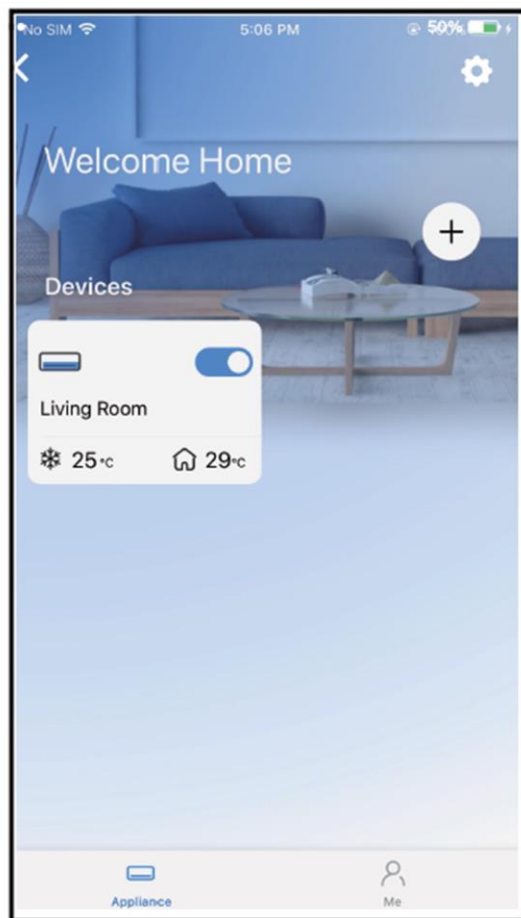 No SIM 5:06 PM 50%
Welcome Home
+
Devices
Living Room
25°C 29°C
Appliance Me